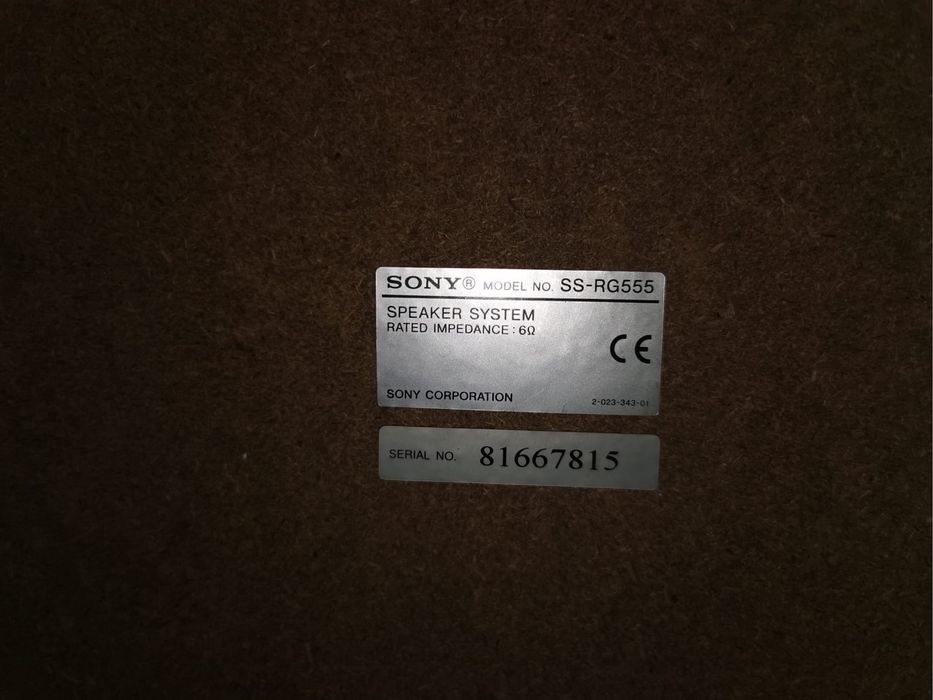 SONY® MODEL NO. SS-RG555
SPEAKER SYSTEM
RATED IMPEDANCE : 6Ω
CE
SONY CORPORATION 2-023-343-01
SERIAL NO. 81667815